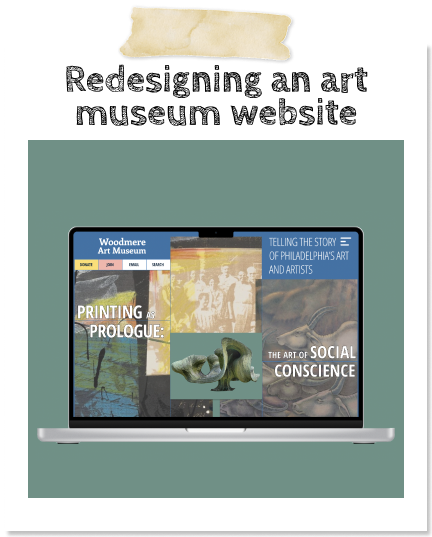 Redesigning an art
museum website
Woodmere
Art Museum
DONATE JOIN EMAIL SEARCH
TELLING THE STORY
OF PHILADELPHIA'S ART
AND ARTISTS
PRINTING AS
PROLOGUE:
THE ART OF SOCIAL
CONSCIENCE